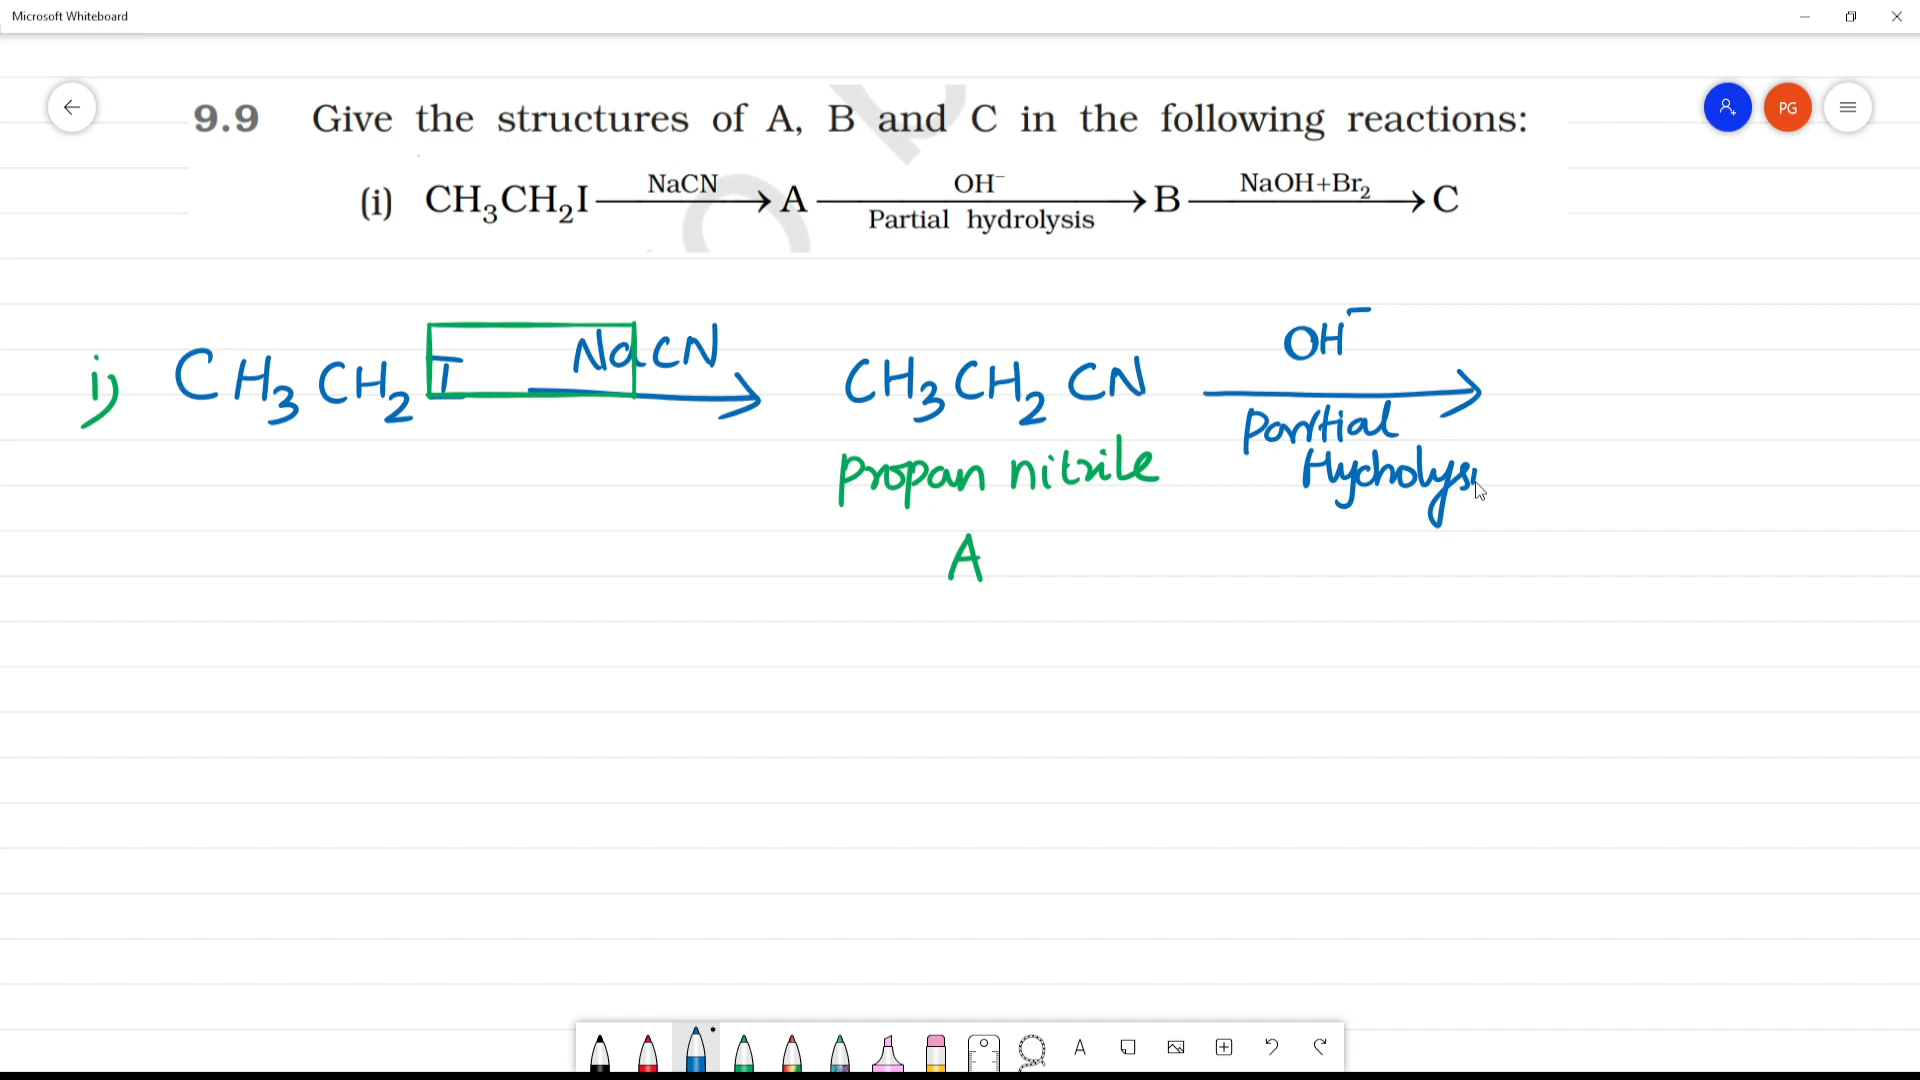 Microsoft Whiteboard
PG
9.9 Give the structures of A, B and C in the following reactions:
(i) CH₃CH₂I —NaCN→ A —OH⁻ Partial hydrolysis→ B —NaOH+Br₂→ C
i) CH₃CH₂I —NaCN→ CH₃CH₂CN —OH⁻→
Partial
propan nitrile Hydrolys
A
A